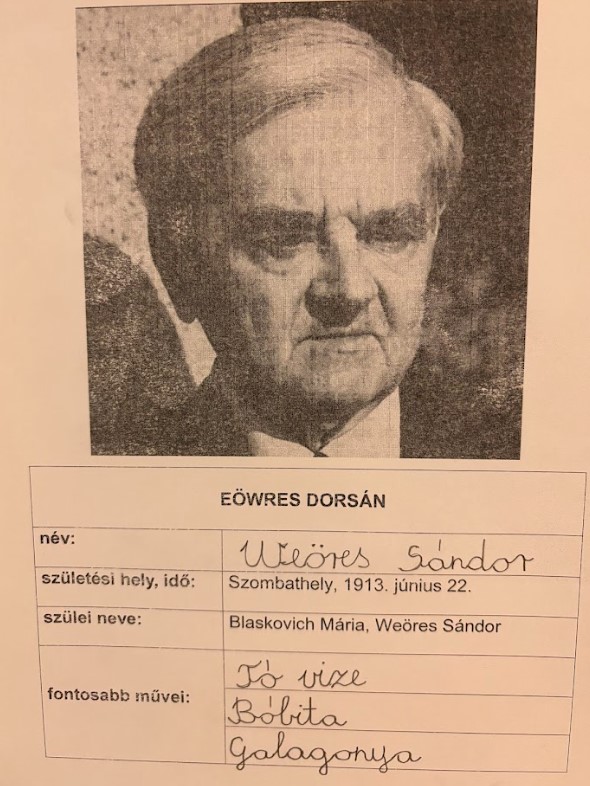 EÖWRES DORSÁN
név: Weöres Sándor
születési hely, idő: Szombathely, 1913. június 22.
szülei neve: Blaskovich Mária, Weöres Sándor
fontosabb művei:
Tó vize
Bóbita
Galagonya